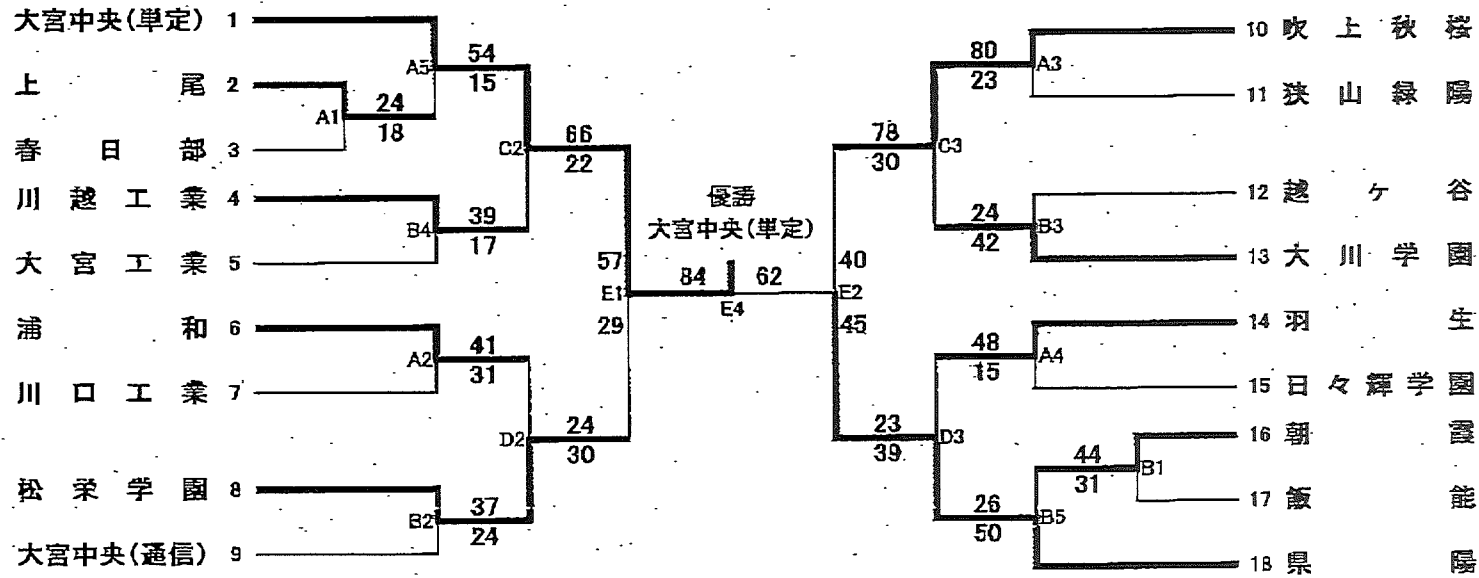 大宮中央(単定) 1
上尾 2
春日部 3
川越工業 4
大宮工業 5
浦和 6
川口工業 7
松栄学園 8
大宮中央(通信) 9
A1
24
18
A5
54
15
B4
39
17
C2
66
22
A2
41
31
B2
37
24
D2
24
30
57
E1
29
優勝
大宮中央(単定)
84
62
E4
40
E2
45
78
30
C3
80
23
A3
24
42
B3
23
39
D3
48
15
A4
26
50
B5
44
31
B1
10 吹上秋桜
11 狭山緑陽
12 越ヶ谷
13 大川学園
14 羽生
15 日々輝学園
16 朝霞
17 飯能
18 県陽